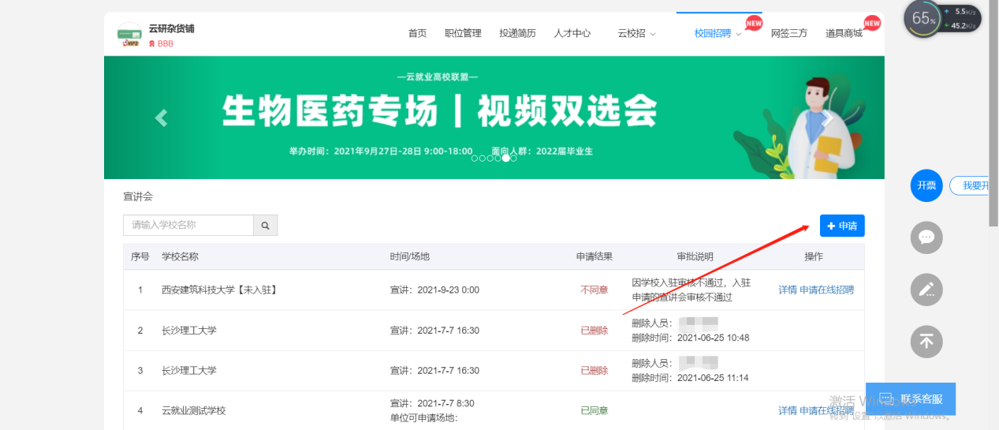 云研杂货铺
BBB
首页 职位管理 投递简历 人才中心 云校招 校园招聘 NEW 网签三方 道具商城 NEW
65%
5.5K/s
45.2K/s
—云就业高校联盟—
生物医药专场｜视频双选会
举办时间：2021年9月27日-28日 9:00-18:00 面向人群：2022届毕业生
开票 我要开
宣讲会
请输入学校名称
+ 申请
序号 学校名称 时间/场地 申请结果 审批说明 操作
1 西安建筑科技大学【未入驻】 宣讲：2021-9-23 0:00 不同意 因学校入驻审核不通过，入驻
申请的宣讲会审核不通过
详情 申请在线招聘
2 长沙理工大学 宣讲：2021-7-7 16:30 已删除 删除人员：
删除时间：2021-06-25 10:48
3 长沙理工大学 宣讲：2021-7-7 16:30 已删除 删除人员：
删除时间：2021-06-25 11:14
4 云就业测试学校 宣讲：2021-7-7 8:30
单位可申请场地：
已同意 详情 申请在线招聘
联系客服
激活 Windows
转到"设置"以激活 Windows。